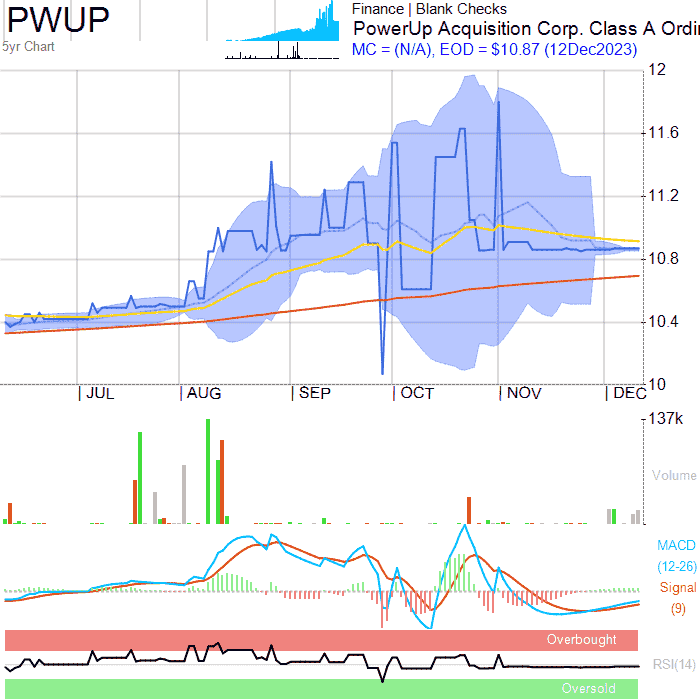 PWUP
5yr Chart
Finance | Blank Checks
PowerUp Acquisition Corp. Class A Ordi
MC = (N/A), EOD = $10.87 (12Dec2023)
12
11.6
11.2
10.8
10.4
10
| JUL | AUG | SEP | OCT | NOV | DEC
137k
Volume
MACD
(12-26)
Signal
(9)
Overbought
RSI(14)
Oversold